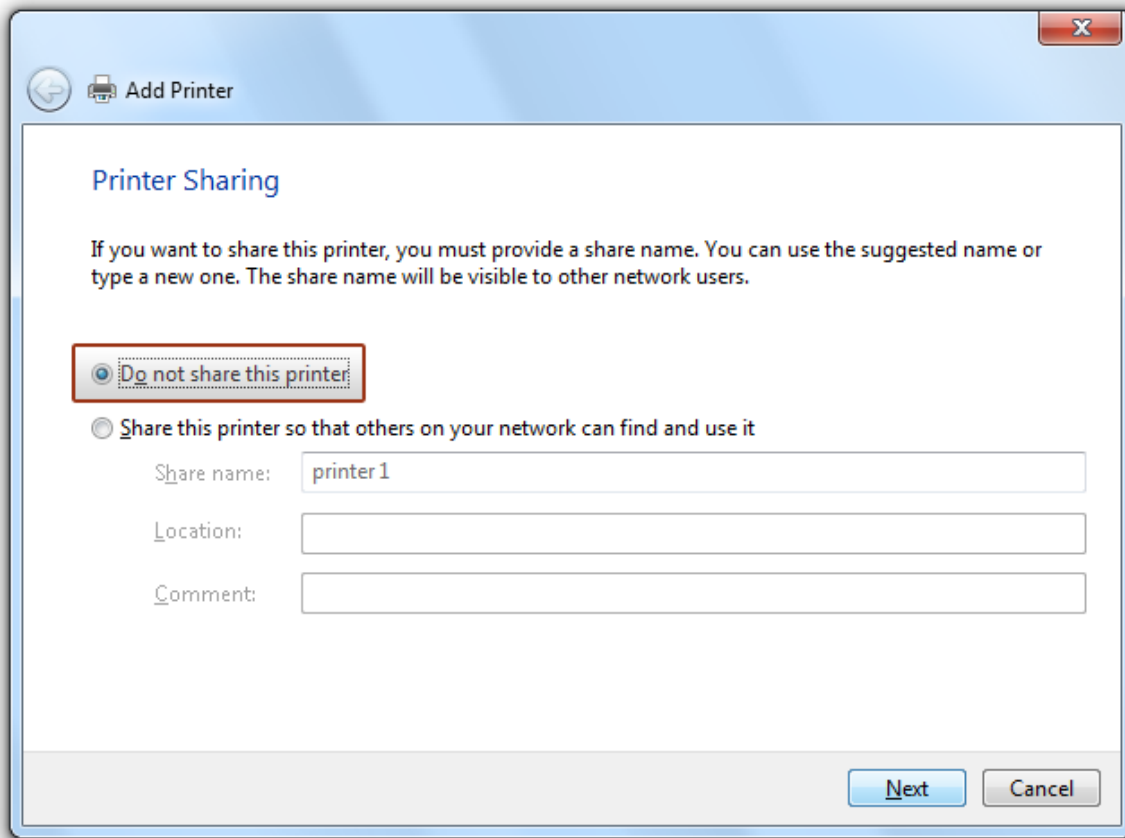 Add Printer
Printer Sharing
If you want to share this printer, you must provide a share name. You can use the suggested name or
type a new one. The share name will be visible to other network users.
Do not share this printer
Share this printer so that others on your network can find and use it
Share name: printer 1
Location:
Comment:
Next Cancel